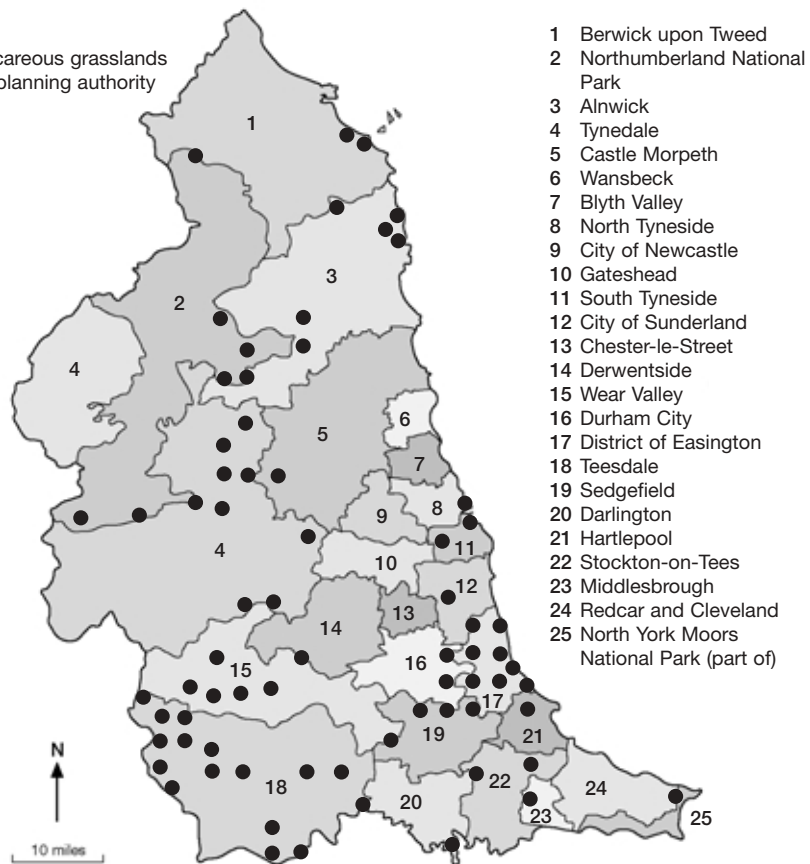 careous grasslands
planning authority
1 Berwick upon Tweed
2 Northumberland National
Park
3 Alnwick
4 Tynedale
5 Castle Morpeth
6 Wansbeck
7 Blyth Valley
8 North Tyneside
9 City of Newcastle
10 Gateshead
11 South Tyneside
12 City of Sunderland
13 Chester-le-Street
14 Derwentside
15 Wear Valley
16 Durham City
17 District of Easington
18 Teesdale
19 Sedgefield
20 Darlington
21 Hartlepool
22 Stockton-on-Tees
23 Middlesbrough
24 Redcar and Cleveland
25 North York Moors
National Park (part of)
1
2
3
4
5
6
7
8
9
4
10
11
12
13
14
15
16
17
18
19
20
21
22
23
24
25
N
10 miles